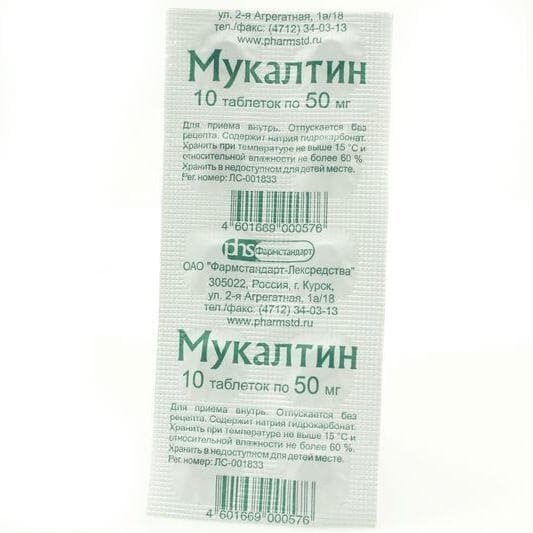 ул. 2-я Агрегатная, 1а/18
тел./факс: (4712) 34-03-13
www.pharmstd.ru
Мукалтин
10 таблеток по 50 мг
Для приема внутрь. Отпускается без
рецепта. Содержит натрия гидрокарбонат.
Хранить при температуре не выше 15 °С и
относительной влажности не более 60 %.
Хранить в недоступном для детей месте.
Рег. номер: ЛС-001833
4 601669 000576
phs Фармстандарт
ОАО "Фармстандарт-Лексредства"
305022, Россия, г. Курск,
ул. 2-я Агрегатная, 1а/18
тел./факс: (4712) 34-03-13
www.pharmstd.ru
Мукалтин
10 таблеток по 50 мг
Для приема внутрь. Отпускается без
рецепта. Содержит натрия гидрокарбонат.
Хранить при температуре не выше 15 °С и
относительной влажности не более 60 %.
Хранить в недоступном для детей месте.
Рег. номер: ЛС-001833
4 601669 000576